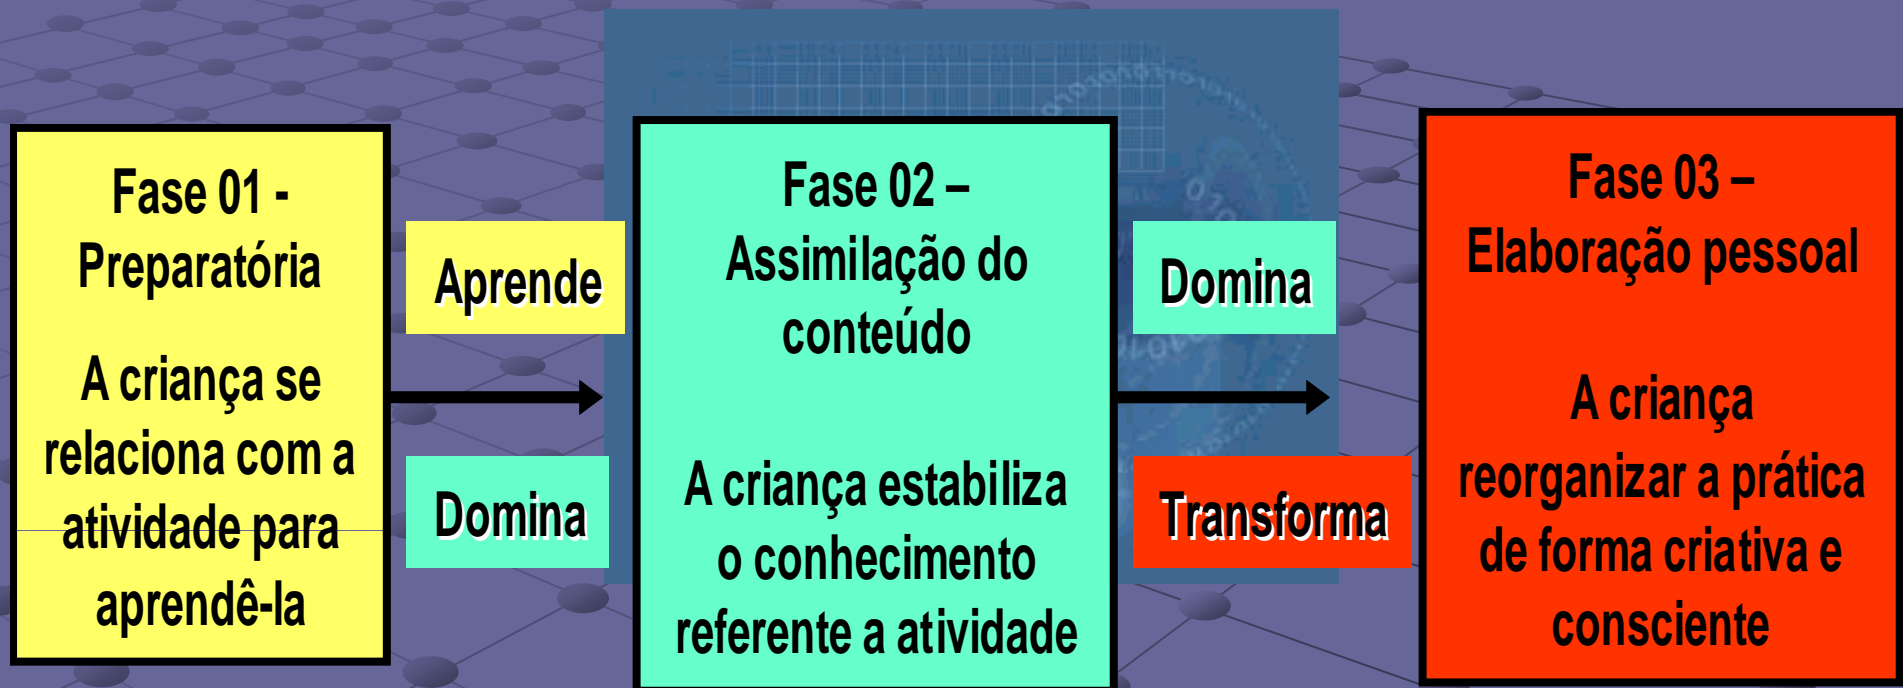 Fase 01 -
Preparatória
A criança se
relaciona com a
atividade para
aprendê-la
Aprende
Domina
Fase 02 –
Assimilação do
conteúdo
A criança estabiliza
o conhecimento
referente a atividade
Domina
Transforma
Fase 03 –
Elaboração pessoal
A criança
reorganizar a prática
de forma criativa e
consciente